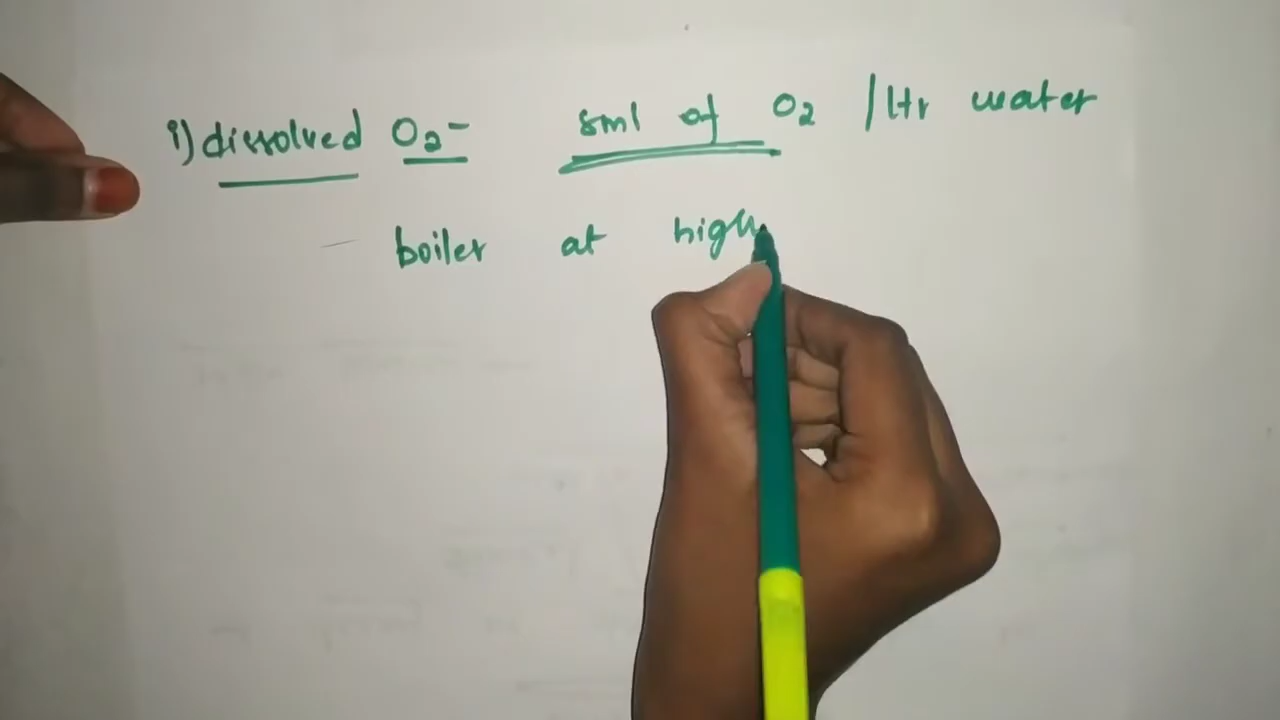 i) dissolved O₂ - 8ml of O₂ / ltr water
- boiler at high